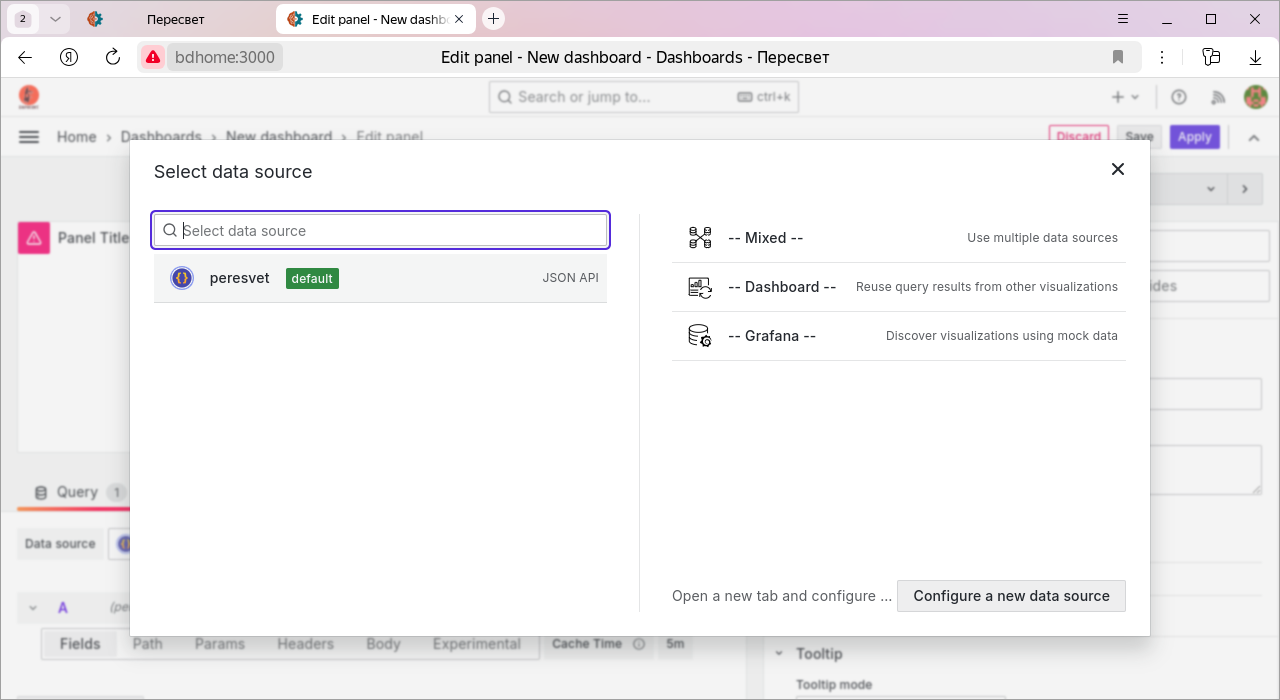 2
Пересвет
Edit panel - New dashb
bdhome:3000
Edit panel - New dashboard - Dashboards - Пересвет
Search or jump to...
ctrl+k
Home › Dashboards › New dashboard › Edit panel
Discard
Save
Apply
Select data source
Select data source
peresvet
default
JSON API
-- Mixed --
Use multiple data sources
-- Dashboard --
Reuse query results from other visualizations
-- Grafana --
Discover visualizations using mock data
Open a new tab and configure ...
Configure a new data source
Panel Title
Query 1
Data source
A
Fields
Path
Params
Headers
Body
Experimental
Cache Time
5m
Tooltip
Tooltip mode